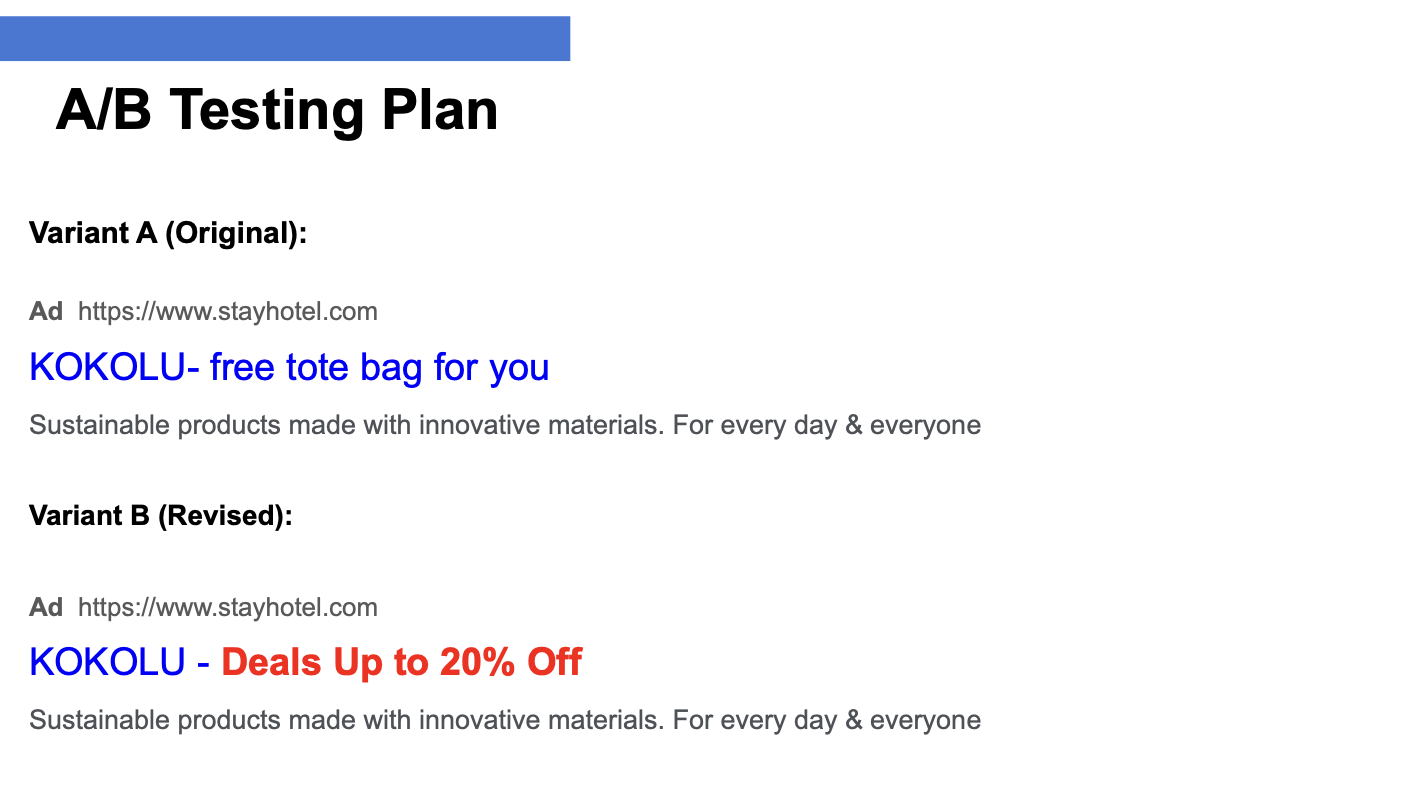 A/B Testing Plan
Variant A (Original):
Ad https://www.stayhotel.com
KOKOLU- free tote bag for you
Sustainable products made with innovative materials. For every day & everyone
Variant B (Revised):
Ad https://www.stayhotel.com
KOKOLU - Deals Up to 20% Off
Sustainable products made with innovative materials. For every day & everyone